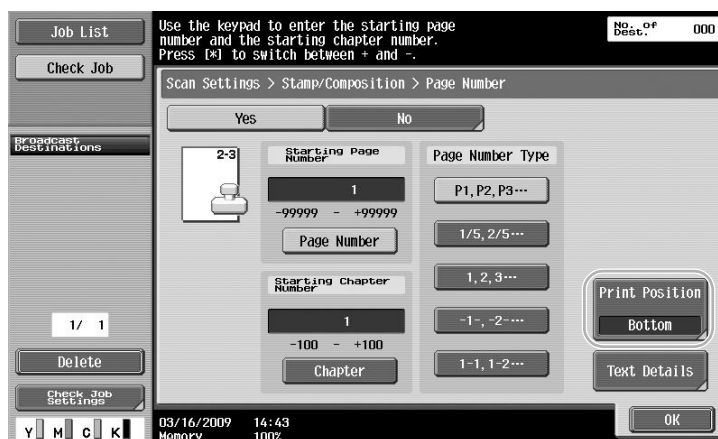 Job List
Check Job
Use the keypad to enter the starting page
number and the starting chapter number.
Press [*] to switch between + and -.
No. of
Dest.
000
Scan Settings > Stamp/Composition > Page Number
Yes
No
Broadcast
Destinations
2-3
Starting Page
Number
1
-99999 - +99999
Page Number
Starting Chapter
Number
1
-100 - +100
Chapter
Page Number Type
P1, P2, P3···
1/5, 2/5···
1, 2, 3···
-1-, -2-···
1-1, 1-2···
Print Position
Bottom
Text Details
1/ 1
Delete
Check Job
Settings
Y M C K
03/16/2009 14:43
Memory 100%
OK